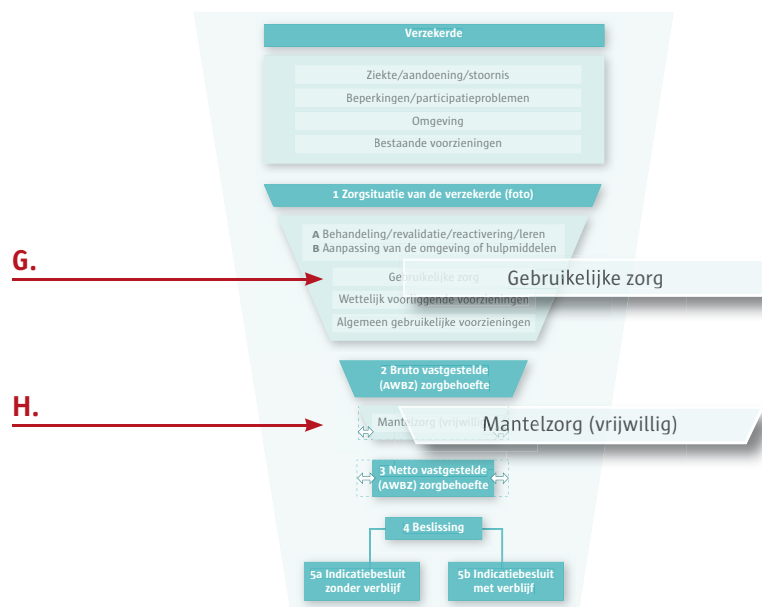 Verzekerde
Ziekte/aandoening/stoornis
Beperkingen/participatieproblemen
Omgeving
Bestaande voorzieningen
1 Zorgsituatie van de verzekerde (foto)
A Behandeling/revalidatie/reactivering/leren
B Aanpassing van de omgeving of hulpmiddelen
G.
Gebruikelijke zorg
Gebruikelijke zorg
Wettelijk voorliggende voorzieningen
Algemeen gebruikelijke voorzieningen
2 Bruto vastgestelde
(AWBZ) zorgbehoefte
H.
Mantelzorg (vrijwillig)
Mantelzorg (vrijwillig)
3 Netto vastgestelde
(AWBZ) zorgbehoefte
4 Beslissing
5a Indicatiebesluit
zonder verblijf
5b Indicatiebesluit
met verblijf